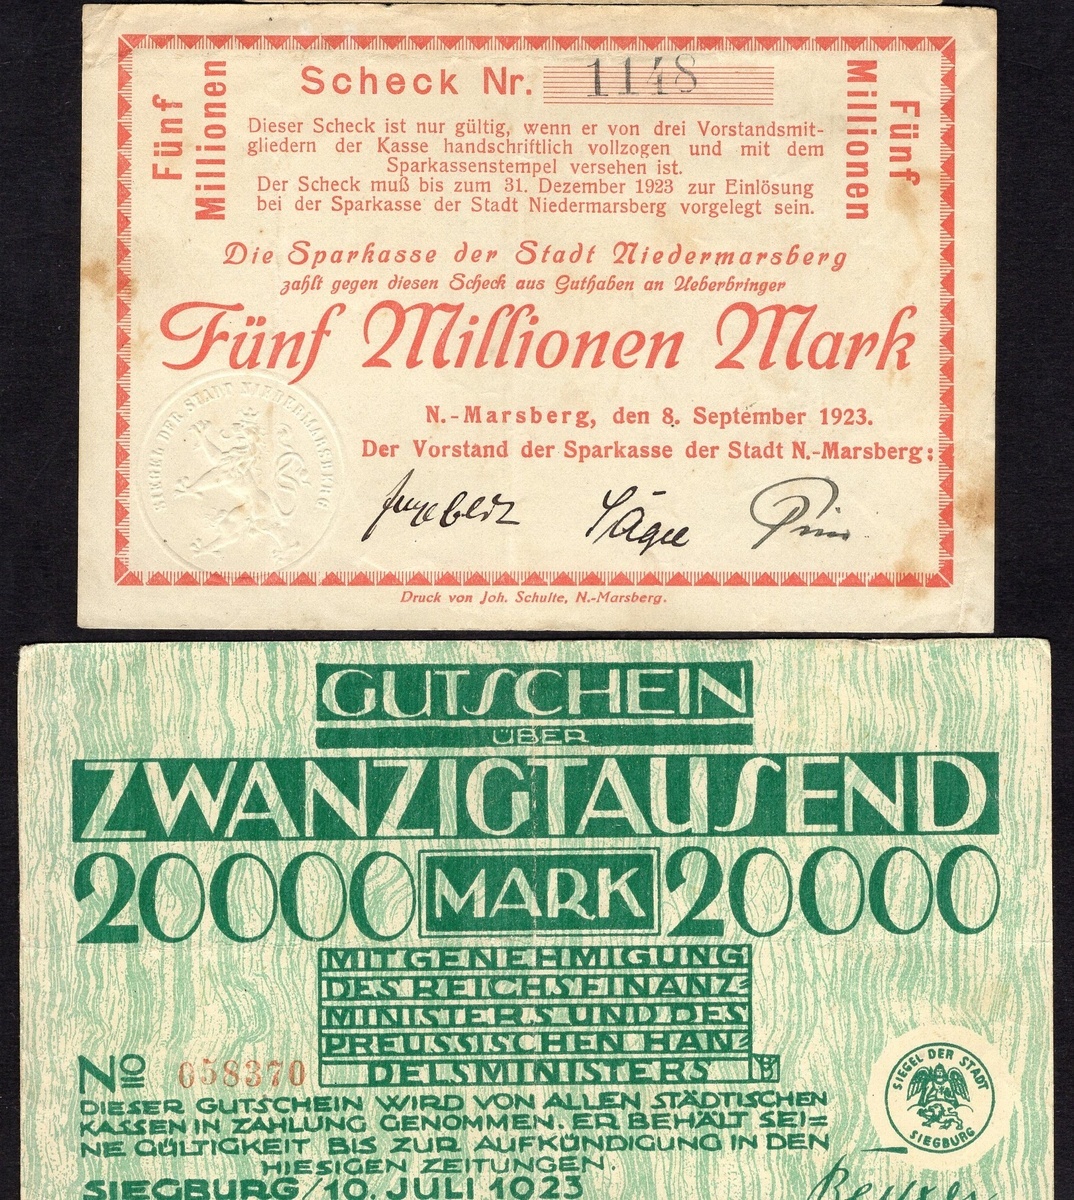 Scheck Nr. 1148
Fünf
Millionen
Fünf
Millionen
Dieser Scheck ist nur gültig, wenn er von drei Vorstandsmit-
gliedern der Kasse handschriftlich vollzogen und mit dem
Sparkassenstempel versehen ist.
Der Scheck muß bis zum 31. Dezember 1923 zur Einlösung
bei der Sparkasse der Stadt Niedermarsberg vorgelegt sein.
Die Sparkasse der Stadt Niedermarsberg
zahlt gegen diesen Scheck aus Guthaben an Ueberbringer
Fünf Millionen Mark
SIEGEL DER STADT NIEDERMARSBERG
N.-Marsberg, den 8. September 1923.
Der Vorstand der Sparkasse der Stadt N.-Marsberg:
Druck von Joh. Schulte, N.-Marsberg.
GUTSCHEIN
ÜBER
ZWANZIGTAUSEND
20000 MARK 20000
MIT GENEHMIGUNG
DES REICHSFINANZ=
MINISTERS UND DES
PREUSSISCHEN HAN=
DELSMINISTERS
No 058370
SIEGEL DER STADT
SIEGBURG
DIESER GUTSCHEIN WIRD VON ALLEN STÄDTISCHEN
KASSEN IN ZAHLUNG GENOMMEN. ER BEHÄLT SEI=
NE GÜLTIGKEIT BIS ZUR AUFKÜNDIGUNG IN DEN
HIESIGEN ZEITUNGEN.
SIEGBURG/10. JULI 1923